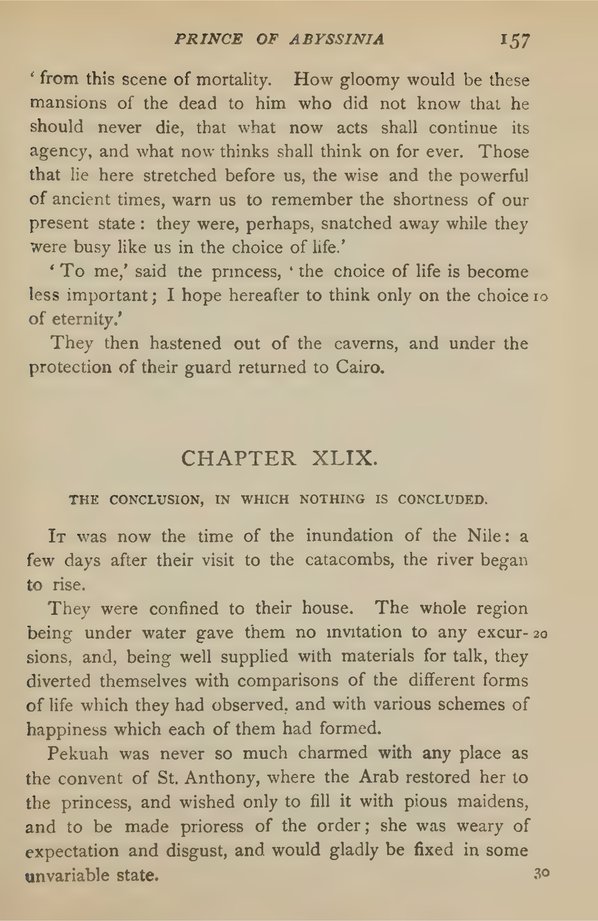 PRINCE OF ABYSSINIA 157
‘ from this scene of mortality. How gloomy would be these
mansions of the dead to him who did not know that he
should never die, that what now acts shall continue its
agency, and what now thinks shall think on for ever. Those
that lie here stretched before us, the wise and the powerful
of ancient times, warn us to remember the shortness of our
present state : they were, perhaps, snatched away while they
were busy like us in the choice of life.’
‘ To me,’ said the princess, ‘ the choice of life is become
less important ; I hope hereafter to think only on the choice 10
of eternity.’
They then hastened out of the caverns, and under the
protection of their guard returned to Cairo.
CHAPTER XLIX.
THE CONCLUSION, IN WHICH NOTHING IS CONCLUDED.
IT was now the time of the inundation of the Nile : a
few days after their visit to the catacombs, the river began
to rise.
They were confined to their house. The whole region
being under water gave them no invitation to any excur- 20
sions, and, being well supplied with materials for talk, they
diverted themselves with comparisons of the different forms
of life which they had observed, and with various schemes of
happiness which each of them had formed.
Pekuah was never so much charmed with any place as
the convent of St. Anthony, where the Arab restored her to
the princess, and wished only to fill it with pious maidens,
and to be made prioress of the order ; she was weary of
expectation and disgust, and would gladly be fixed in some
unvariable state. 30